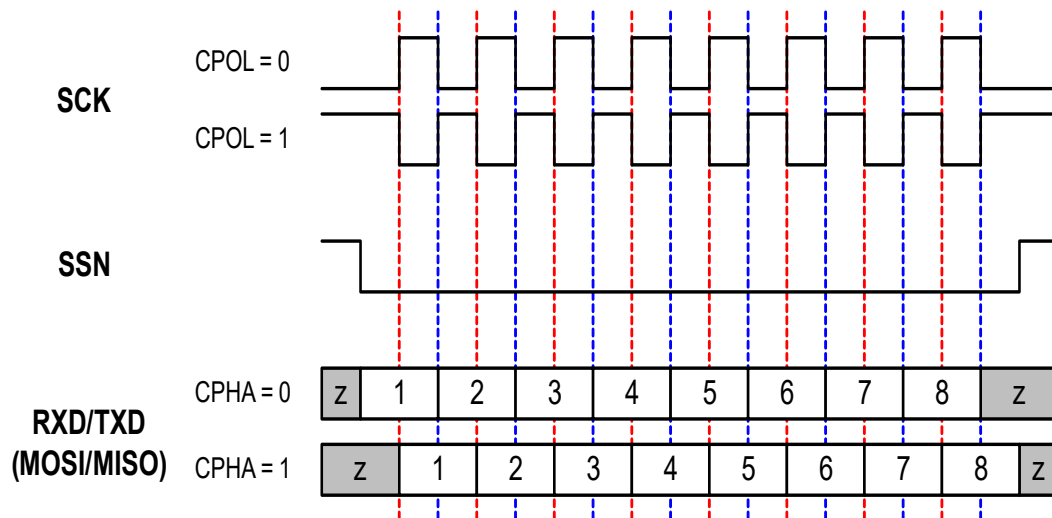 CPOL = 0
SCK
CPOL = 1
SSN
CPHA = 0 z 1 2 3 4 5 6 7 8 z
RXD/TXD
(MOSI/MISO)
CPHA = 1 z 1 2 3 4 5 6 7 8 z